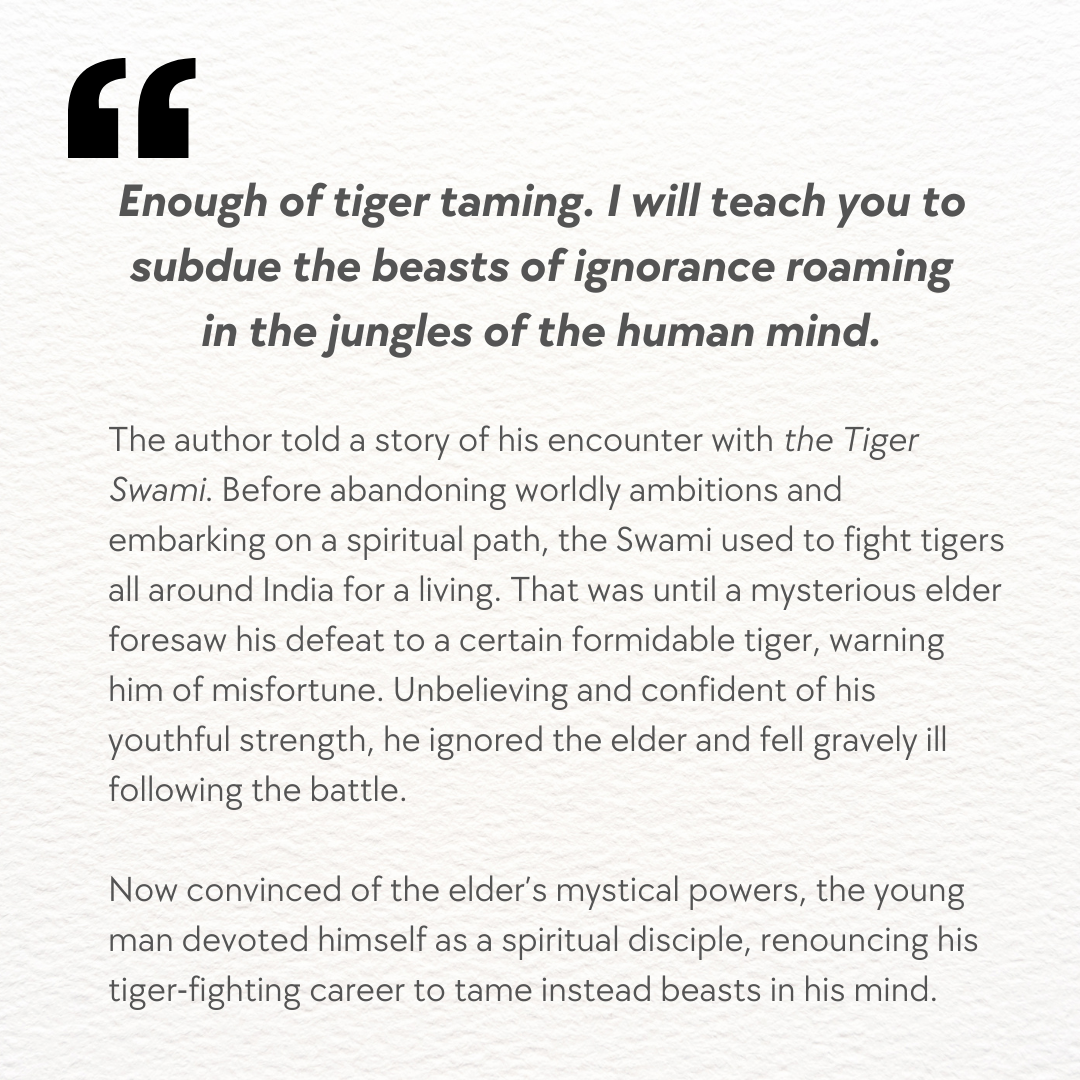 “
Enough of tiger taming. I will teach you to
subdue the beasts of ignorance roaming
in the jungles of the human mind.
The author told a story of his encounter with the Tiger
Swami. Before abandoning worldly ambitions and
embarking on a spiritual path, the Swami used to fight tigers
all around India for a living. That was until a mysterious elder
foresaw his defeat to a certain formidable tiger, warning
him of misfortune. Unbelieving and confident of his
youthful strength, he ignored the elder and fell gravely ill
following the battle.
Now convinced of the elder’s mystical powers, the young
man devoted himself as a spiritual disciple, renouncing his
tiger-fighting career to tame instead beasts in his mind.